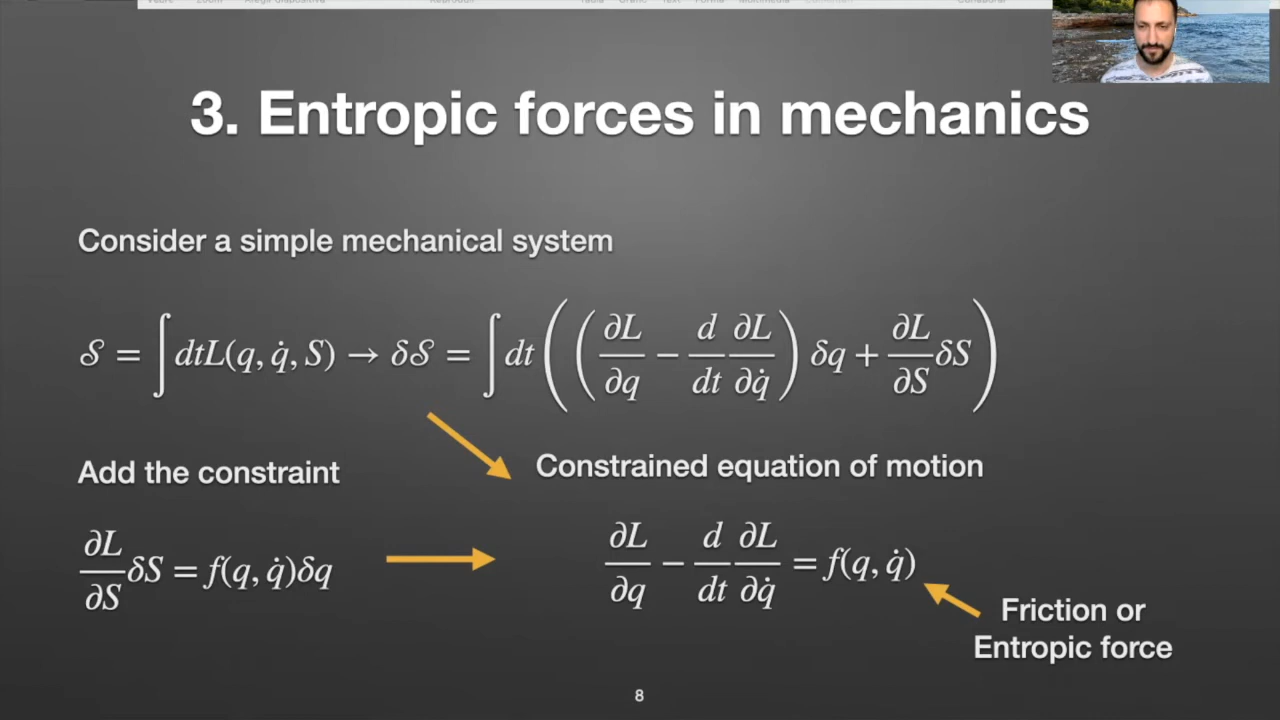 3. Entropic forces in mechanics
Consider a simple mechanical system
𝒮 = ∫ dtL(q, q̇, S) → δ𝒮 = ∫ dt ( ( ∂L/∂q − d/dt ∂L/∂q̇ ) δq + ∂L/∂S δS )
Add the constraint
Constrained equation of motion
∂L/∂S δS = f(q, q̇)δq
∂L/∂q − d/dt ∂L/∂q̇ = f(q, q̇)
Friction or
Entropic force
8